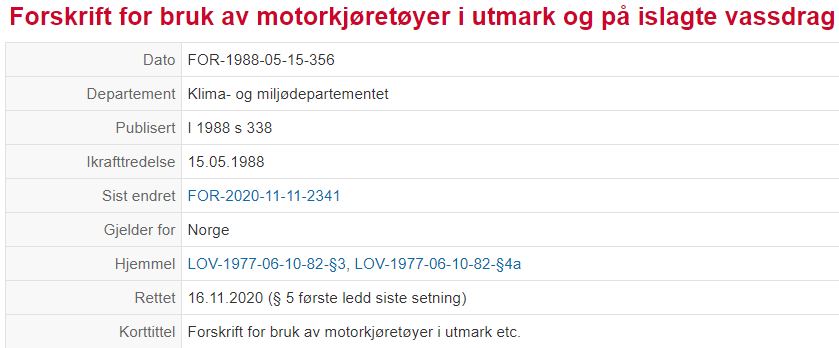 Forskrift for bruk av motorkjøretøyer i utmark og på islagte vassdrag
Dato FOR-1988-05-15-356
Departement Klima- og miljødepartementet
Publisert I 1988 s 338
Ikrafttredelse 15.05.1988
Sist endret FOR-2020-11-11-2341
Gjelder for Norge
Hjemmel LOV-1977-06-10-82-§3, LOV-1977-06-10-82-§4a
Rettet 16.11.2020 (§ 5 første ledd siste setning)
Korttittel Forskrift for bruk av motorkjøretøyer i utmark etc.